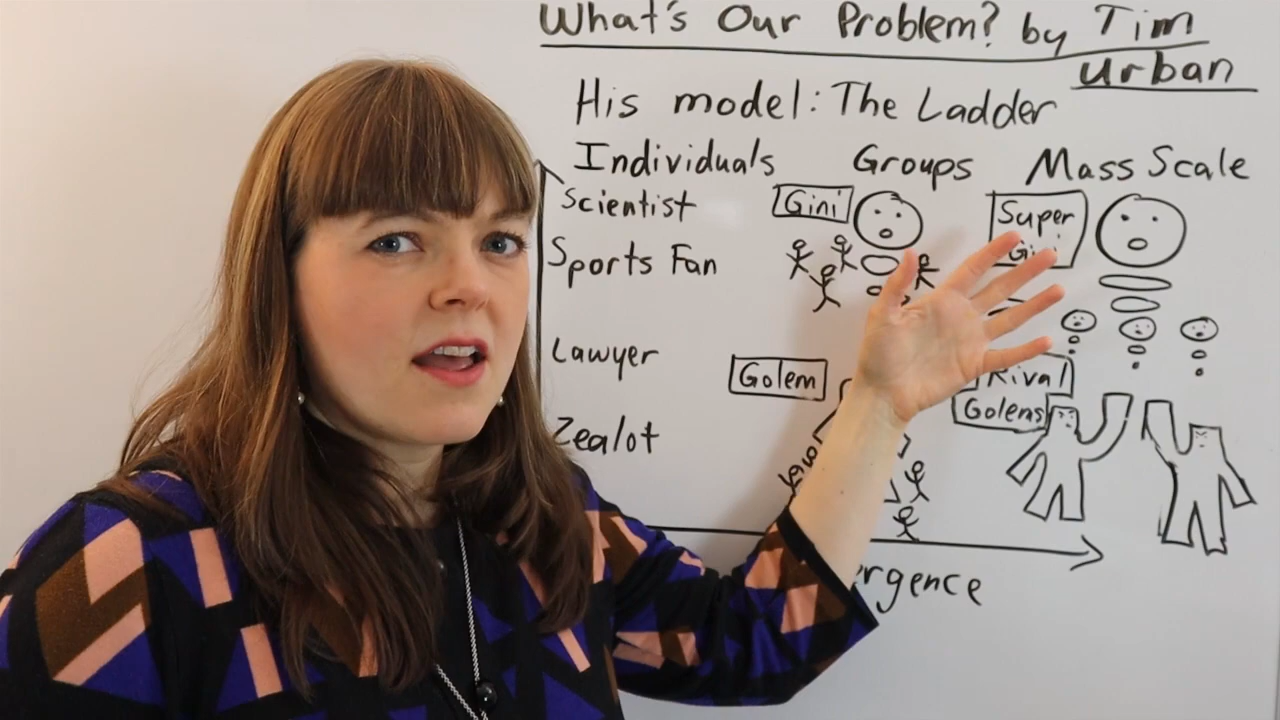 What's Our Problem? by Tim
Urban
His model: The Ladder
Individuals Groups Mass Scale
Scientist Gini Super
Sports Fan
Lawyer
Golem Rival
Golems
Zealot